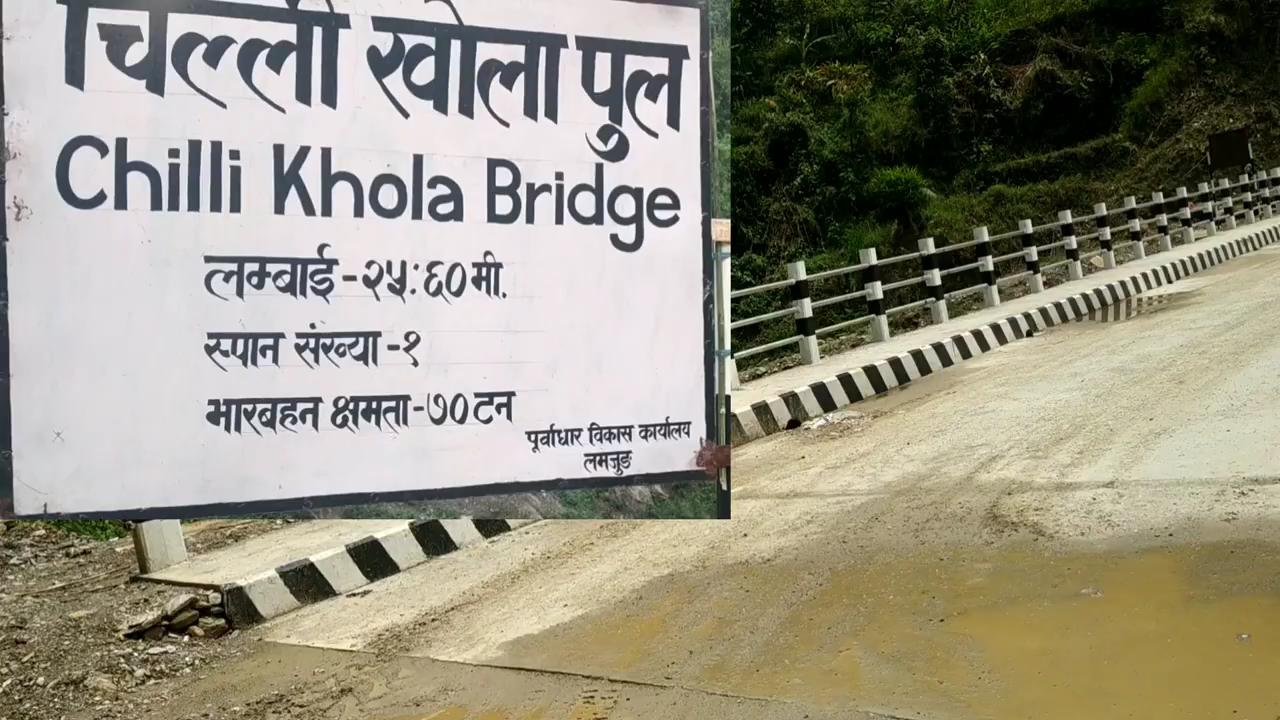 चिल्ली खोला पुल
Chilli Khola Bridge
लम्बाई-२५:६० मी.
स्पान संख्या -१
भारबहन क्षमता-७० टन
पूर्वाधार विकास कार्यालय
लमजुङ